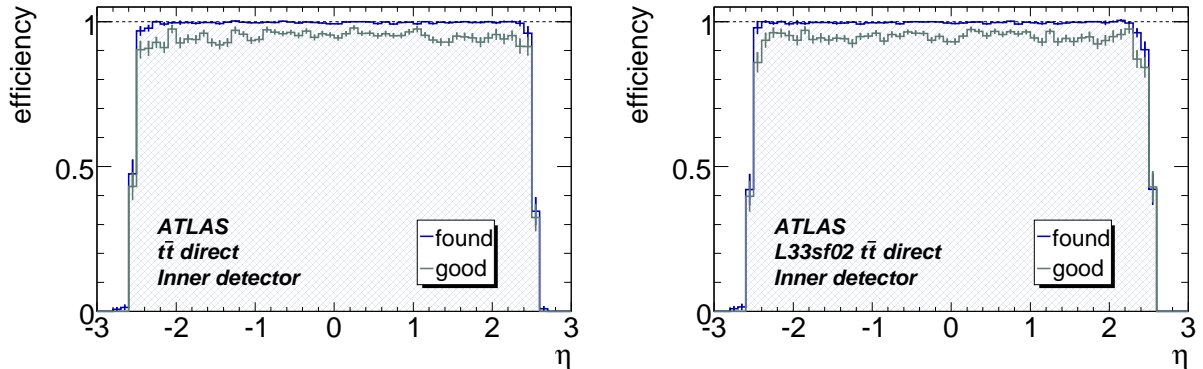 efficiency
1
0.5
0
ATLAS
tt̄ direct
Inner detector
found
good
-3 -2 -1 0 1 2 3
η
efficiency
1
0.5
0
ATLAS
L33sf02 tt̄ direct
Inner detector
found
good
-3 -2 -1 0 1 2 3
η